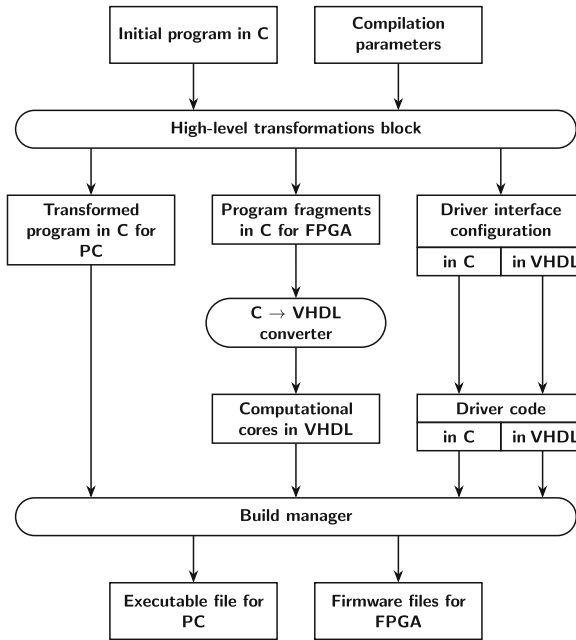 Initial program in C
Compilation
parameters
High-level transformations block
Transformed
program in C for
PC
Program fragments
in C for FPGA
Driver interface
configuration
in C
in VHDL
C → VHDL
converter
Computational
cores in VHDL
Driver code
in C
in VHDL
Build manager
Executable file for
PC
Firmware files for
FPGA